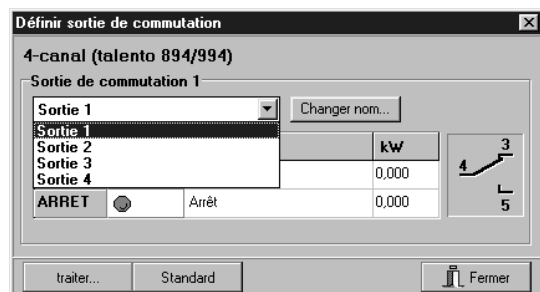 Définir sortie de commutation
4-canal (talento 894/994)
Sortie de commutation 1
Sortie 1 Changer nom...
Sortie 1
Sortie 2
Sortie 3
Sortie 4
kW
0,000
ARRET Arrêt 0,000
3
4
5
traiter... Standard Fermer